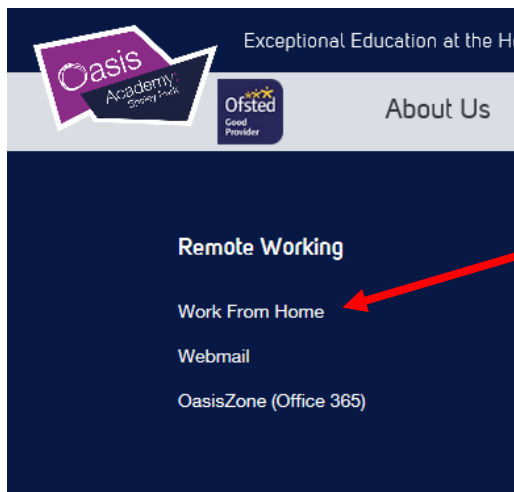 Exceptional Education at the H
Oasis
Academy:
Ofsted
Good
Provider
About Us
Remote Working
Work From Home
Webmail
OasisZone (Office 365)